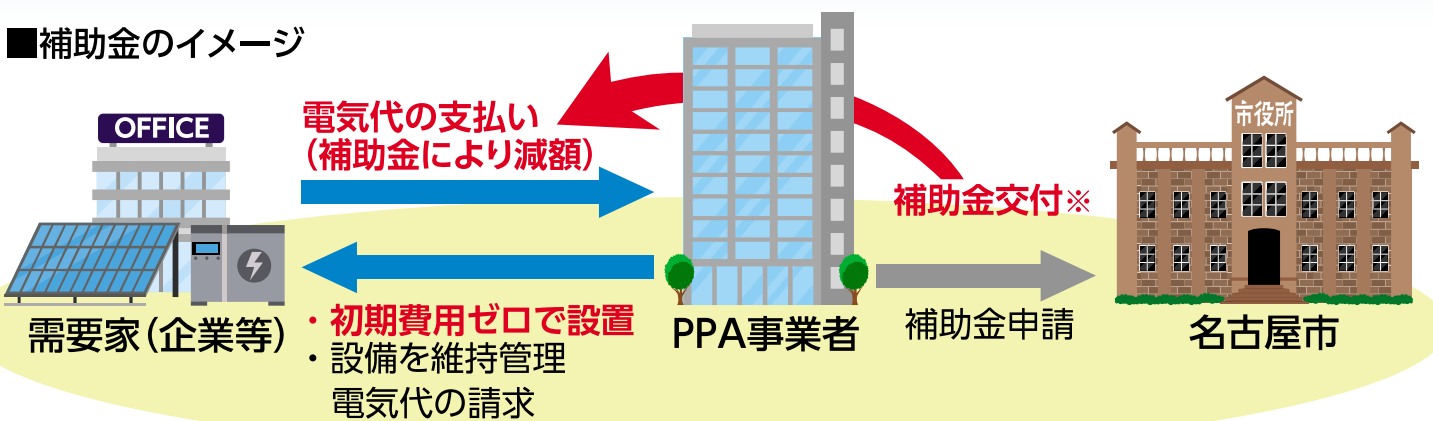 ■補助金のイメージ
OFFICE
電気代の支払い
（補助金により減額）
市役所
補助金交付※
需要家（企業等）
・初期費用ゼロで設置
・設備を維持管理
電気代の請求
PPA事業者
補助金申請
名古屋市